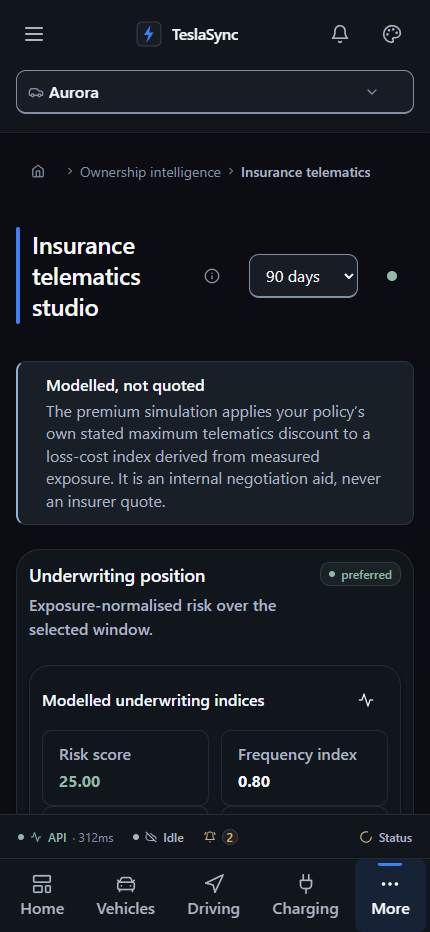 TeslaSync
Aurora
Ownership intelligence
Insurance telematics
Insurance
telematics
studio
90 days
Modelled, not quoted
The premium simulation applies your policy's
own stated maximum telematics discount to a
loss-cost index derived from measured
exposure. It is an internal negotiation aid, never
an insurer quote.
Underwriting position
preferred
Exposure-normalised risk over the
selected window.
Modelled underwriting indices
Risk score
Frequency index
25.00
0.80
API · 312ms
Idle
2
Status
Home
Vehicles
Driving
Charging
More